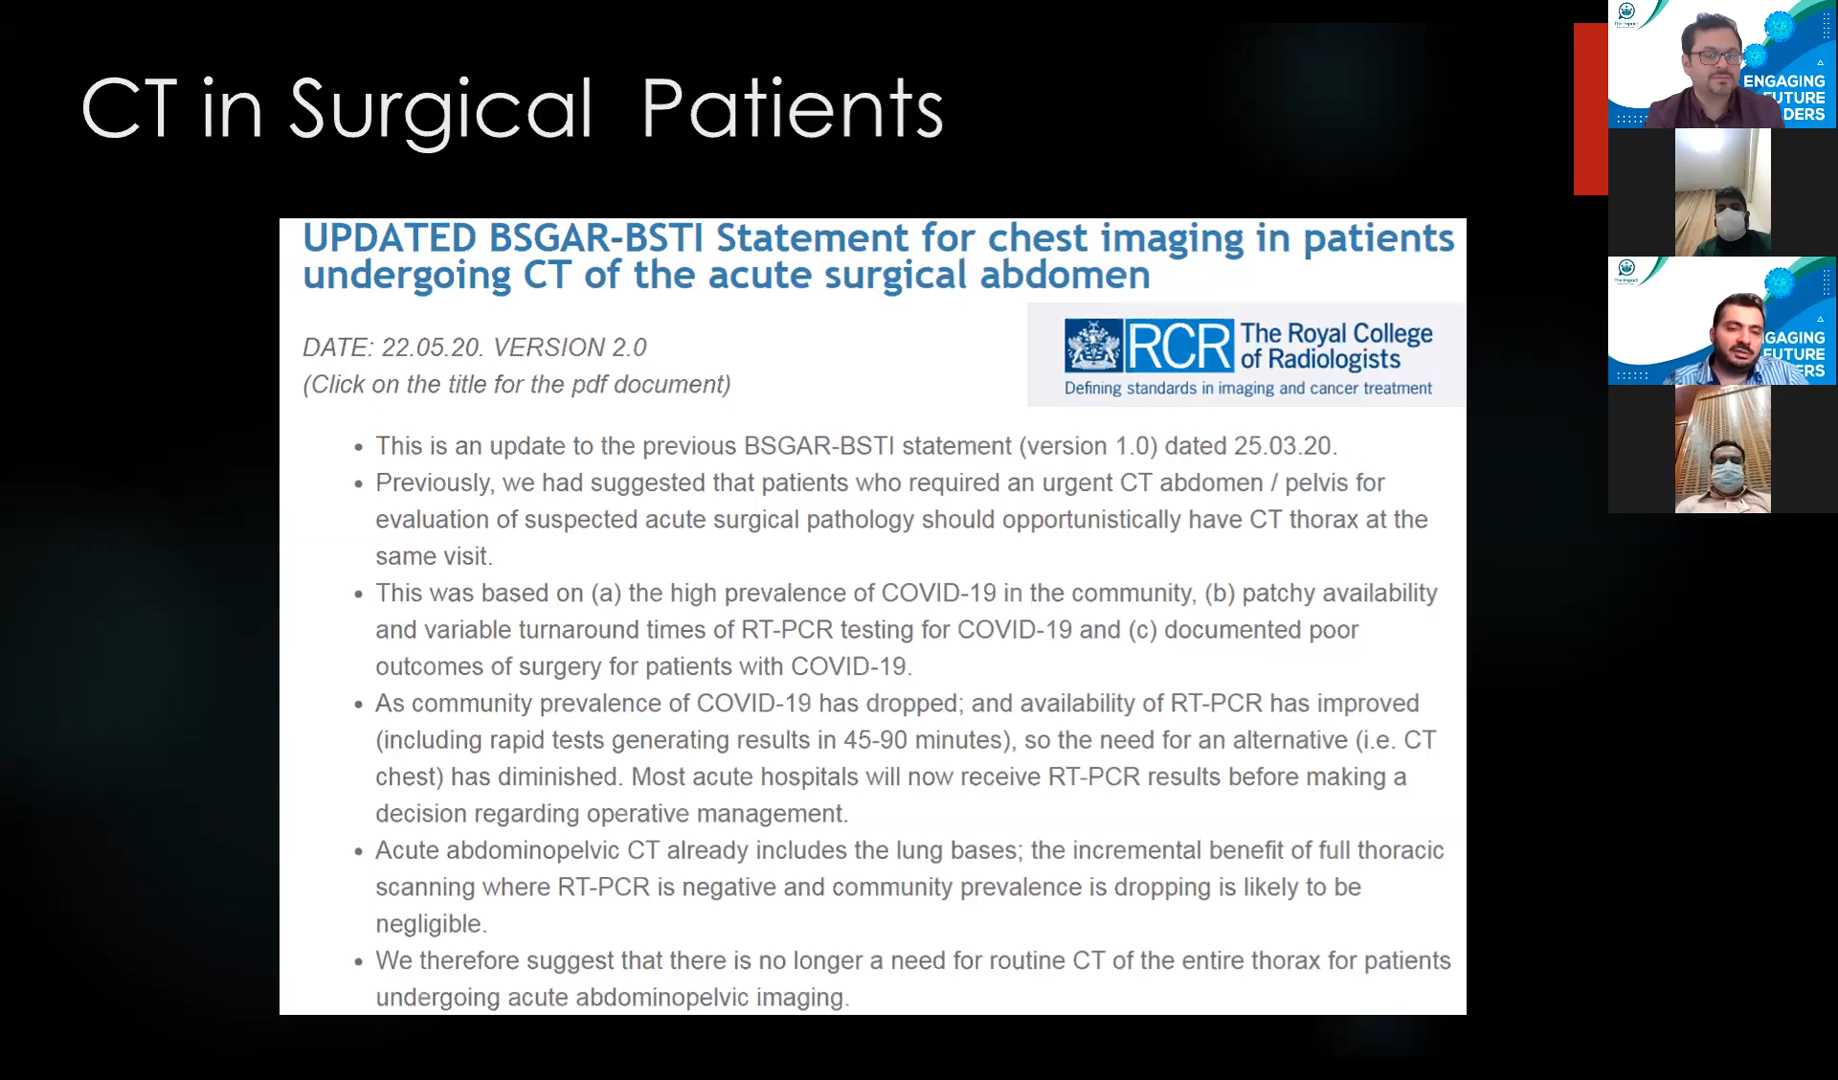 CT in Surgical Patients
UPDATED BSGAR-BSTI Statement for chest imaging in patients
undergoing CT of the acute surgical abdomen
DATE: 22.05.20. VERSION 2.0
(Click on the title for the pdf document)
RCR The Royal College
of Radiologists
Defining standards in imaging and cancer treatment
• This is an update to the previous BSGAR-BSTI statement (version 1.0) dated 25.03.20.
• Previously, we had suggested that patients who required an urgent CT abdomen / pelvis for
evaluation of suspected acute surgical pathology should opportunistically have CT thorax at the
same visit.
• This was based on (a) the high prevalence of COVID-19 in the community, (b) patchy availability
and variable turnaround times of RT-PCR testing for COVID-19 and (c) documented poor
outcomes of surgery for patients with COVID-19.
• As community prevalence of COVID-19 has dropped; and availability of RT-PCR has improved
(including rapid tests generating results in 45-90 minutes), so the need for an alternative (i.e. CT
chest) has diminished. Most acute hospitals will now receive RT-PCR results before making a
decision regarding operative management.
• Acute abdominopelvic CT already includes the lung bases; the incremental benefit of full thoracic
scanning where RT-PCR is negative and community prevalence is dropping is likely to be
negligible.
• We therefore suggest that there is no longer a need for routine CT of the entire thorax for patients
undergoing acute abdominopelvic imaging.
ENGAGING
FUTURE
DERS
GAGING
FUTURE
ERS